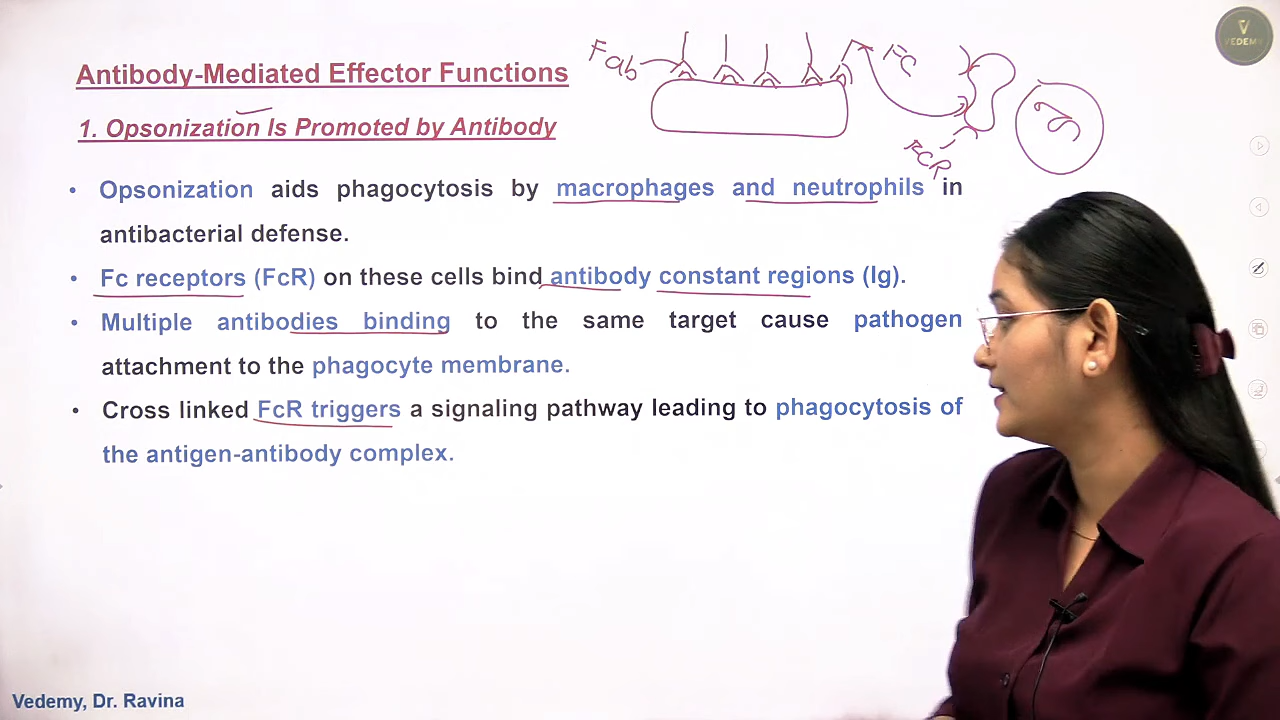 VEDEMY
Fab
Fc
FCR
Antibody-Mediated Effector Functions
1. Opsonization Is Promoted by Antibody
• Opsonization aids phagocytosis by macrophages and neutrophils in
antibacterial defense.
• Fc receptors (FcR) on these cells bind antibody constant regions (Ig).
• Multiple antibodies binding to the same target cause pathogen
attachment to the phagocyte membrane.
• Cross linked FcR triggers a signaling pathway leading to phagocytosis of
the antigen-antibody complex.
Vedemy, Dr. Ravina